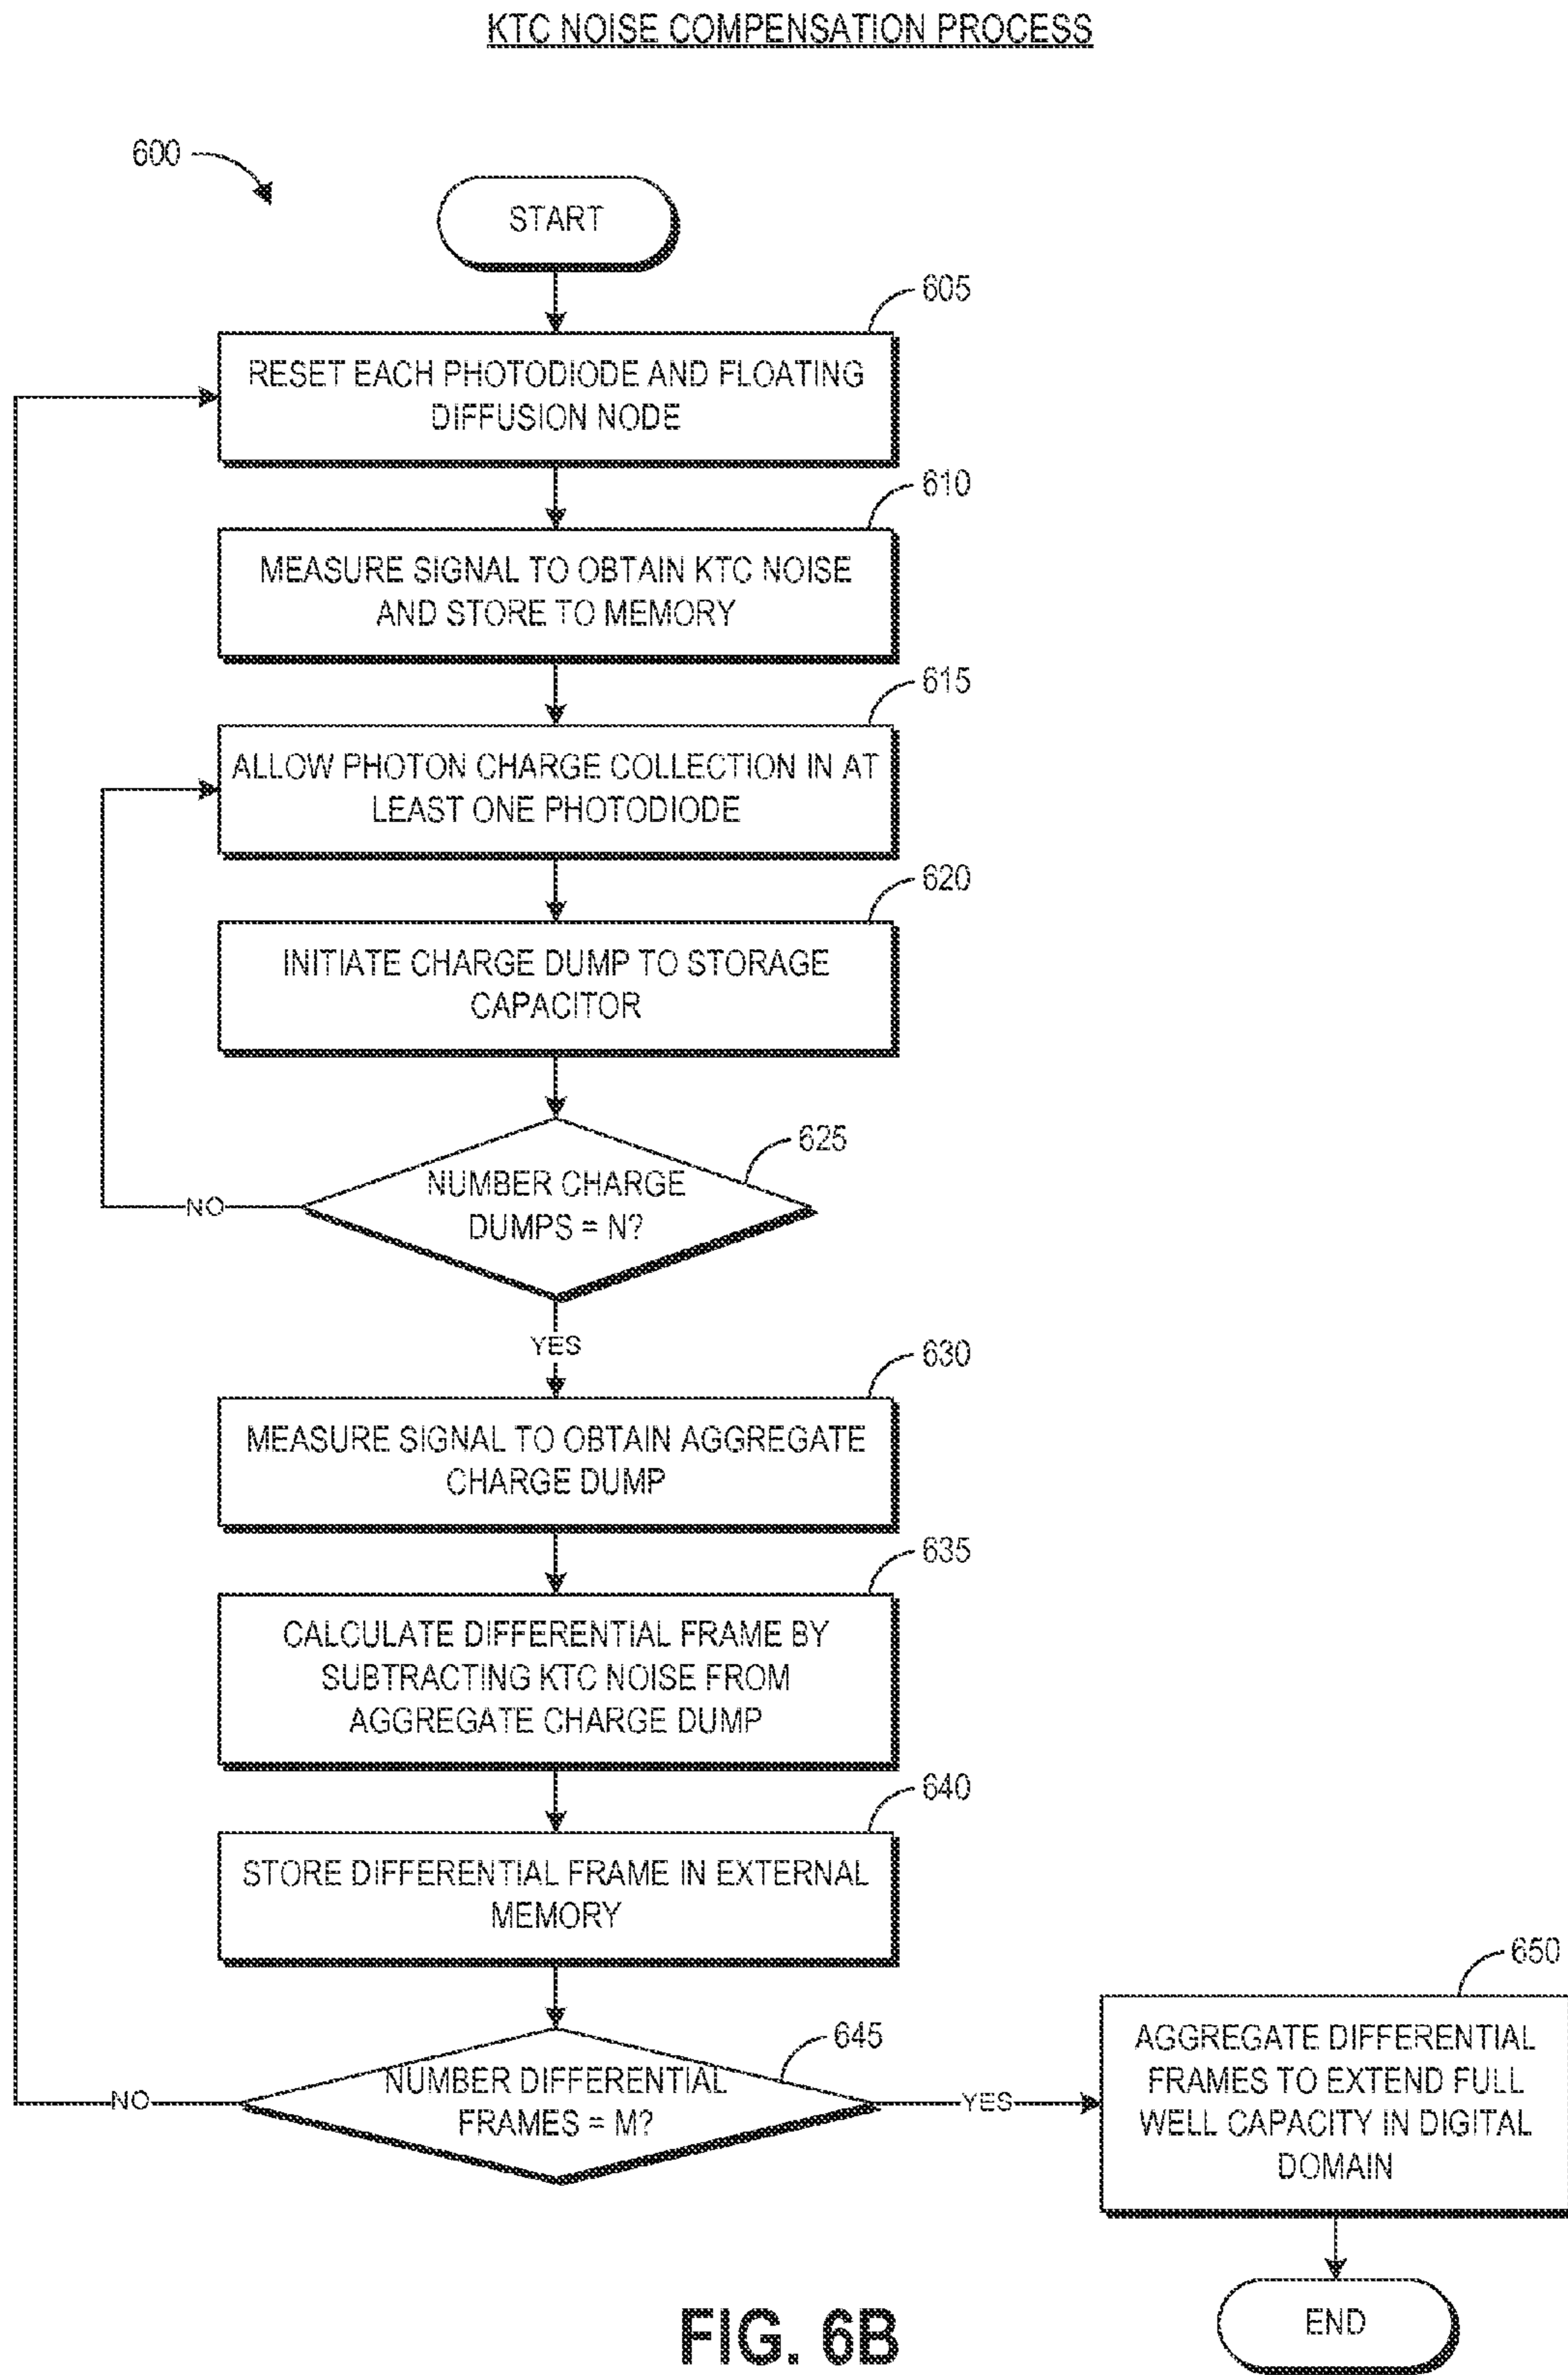 KTC NOISE COMPENSATION PROCESS
600
START
605
RESET EACH PHOTODIODE AND FLOATING
DIFFUSION NODE
610
MEASURE SIGNAL TO OBTAIN KTC NOISE
AND STORE TO MEMORY
615
ALLOW PHOTON CHARGE COLLECTION IN AT
LEAST ONE PHOTODIODE
620
INITIATE CHARGE DUMP TO STORAGE
CAPACITOR
625
NUMBER CHARGE
DUMPS = N?
NO
YES
630
MEASURE SIGNAL TO OBTAIN AGGREGATE
CHARGE DUMP
635
CALCULATE DIFFERENTIAL FRAME BY
SUBTRACTING KTC NOISE FROM
AGGREGATE CHARGE DUMP
640
STORE DIFFERENTIAL FRAME IN EXTERNAL
MEMORY
645
NUMBER DIFFERENTIAL
FRAMES = M?
NO
YES
650
AGGREGATE DIFFERENTIAL
FRAMES TO EXTEND FULL
WELL CAPACITY IN DIGITAL
DOMAIN
END
FIG. 6B